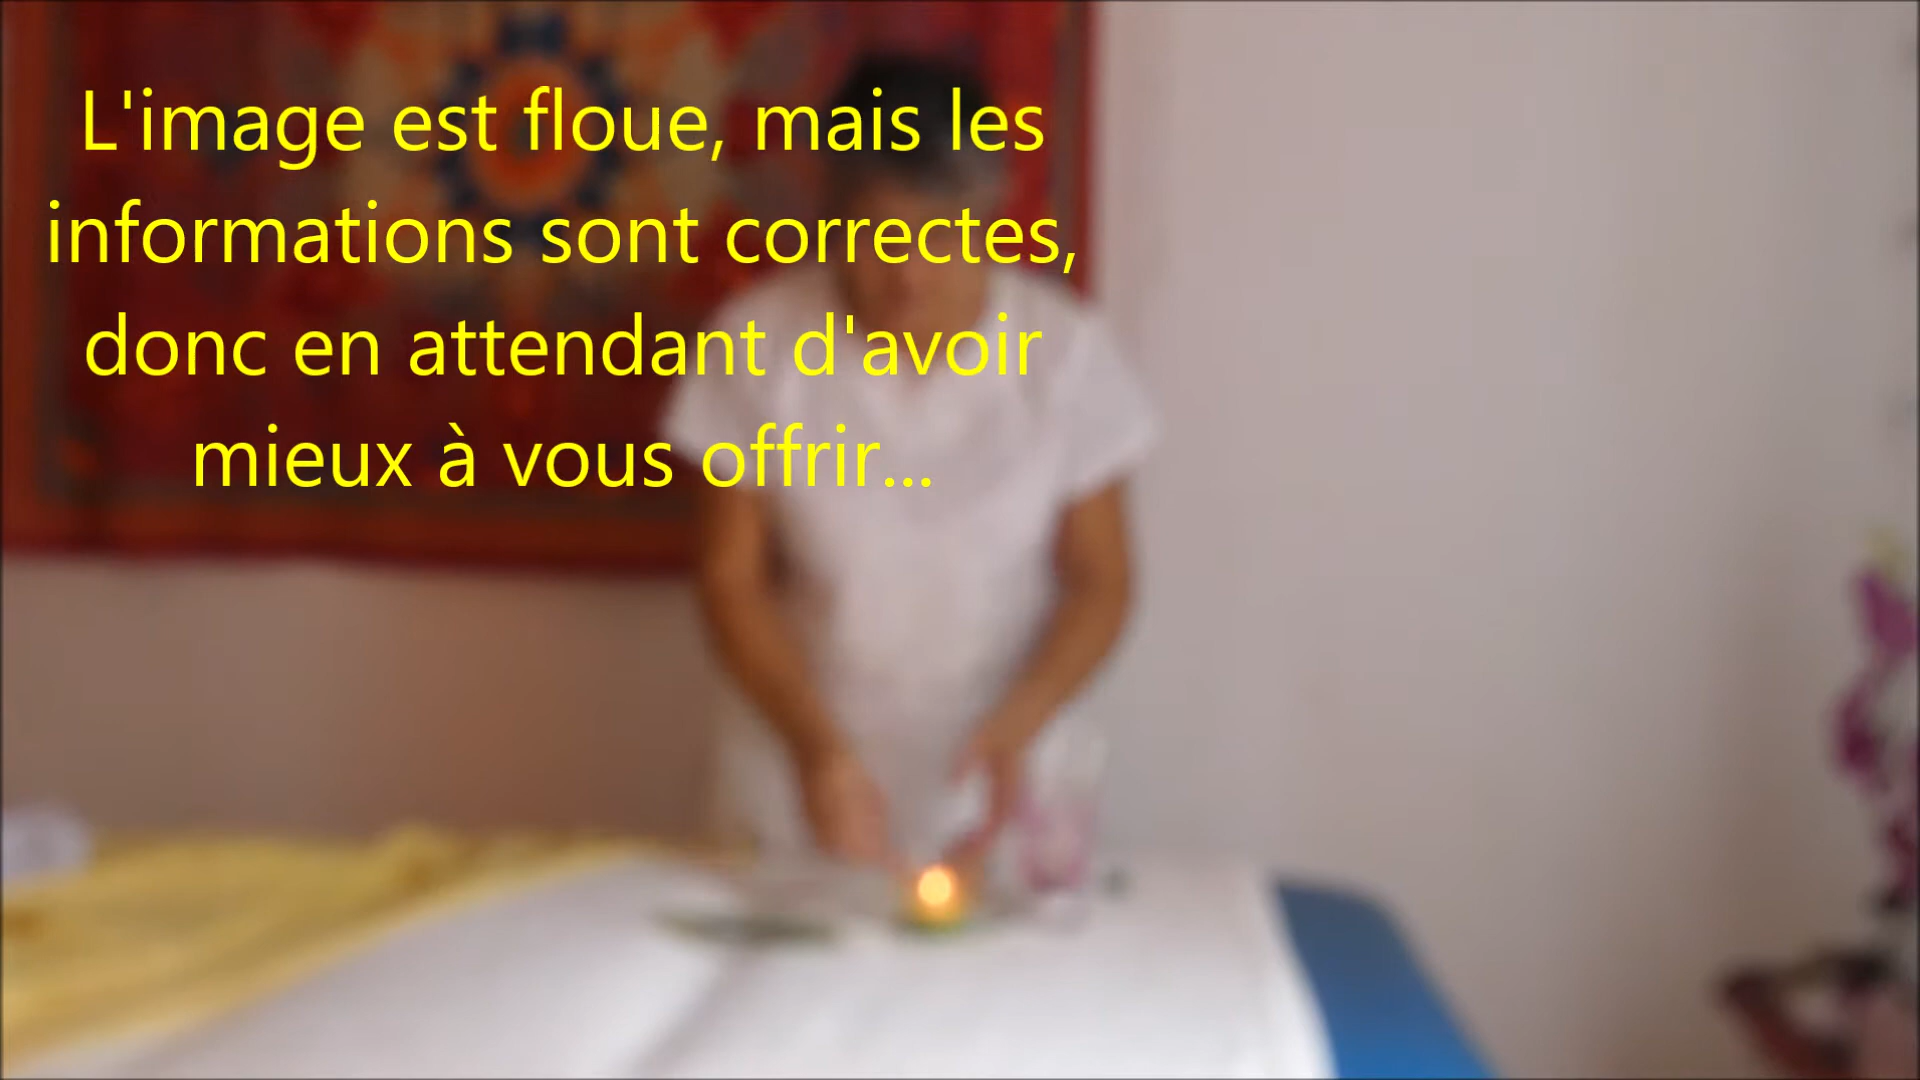 L'image est floue, mais les
informations sont correctes,
donc en attendant d'avoir
mieux à vous offrir...